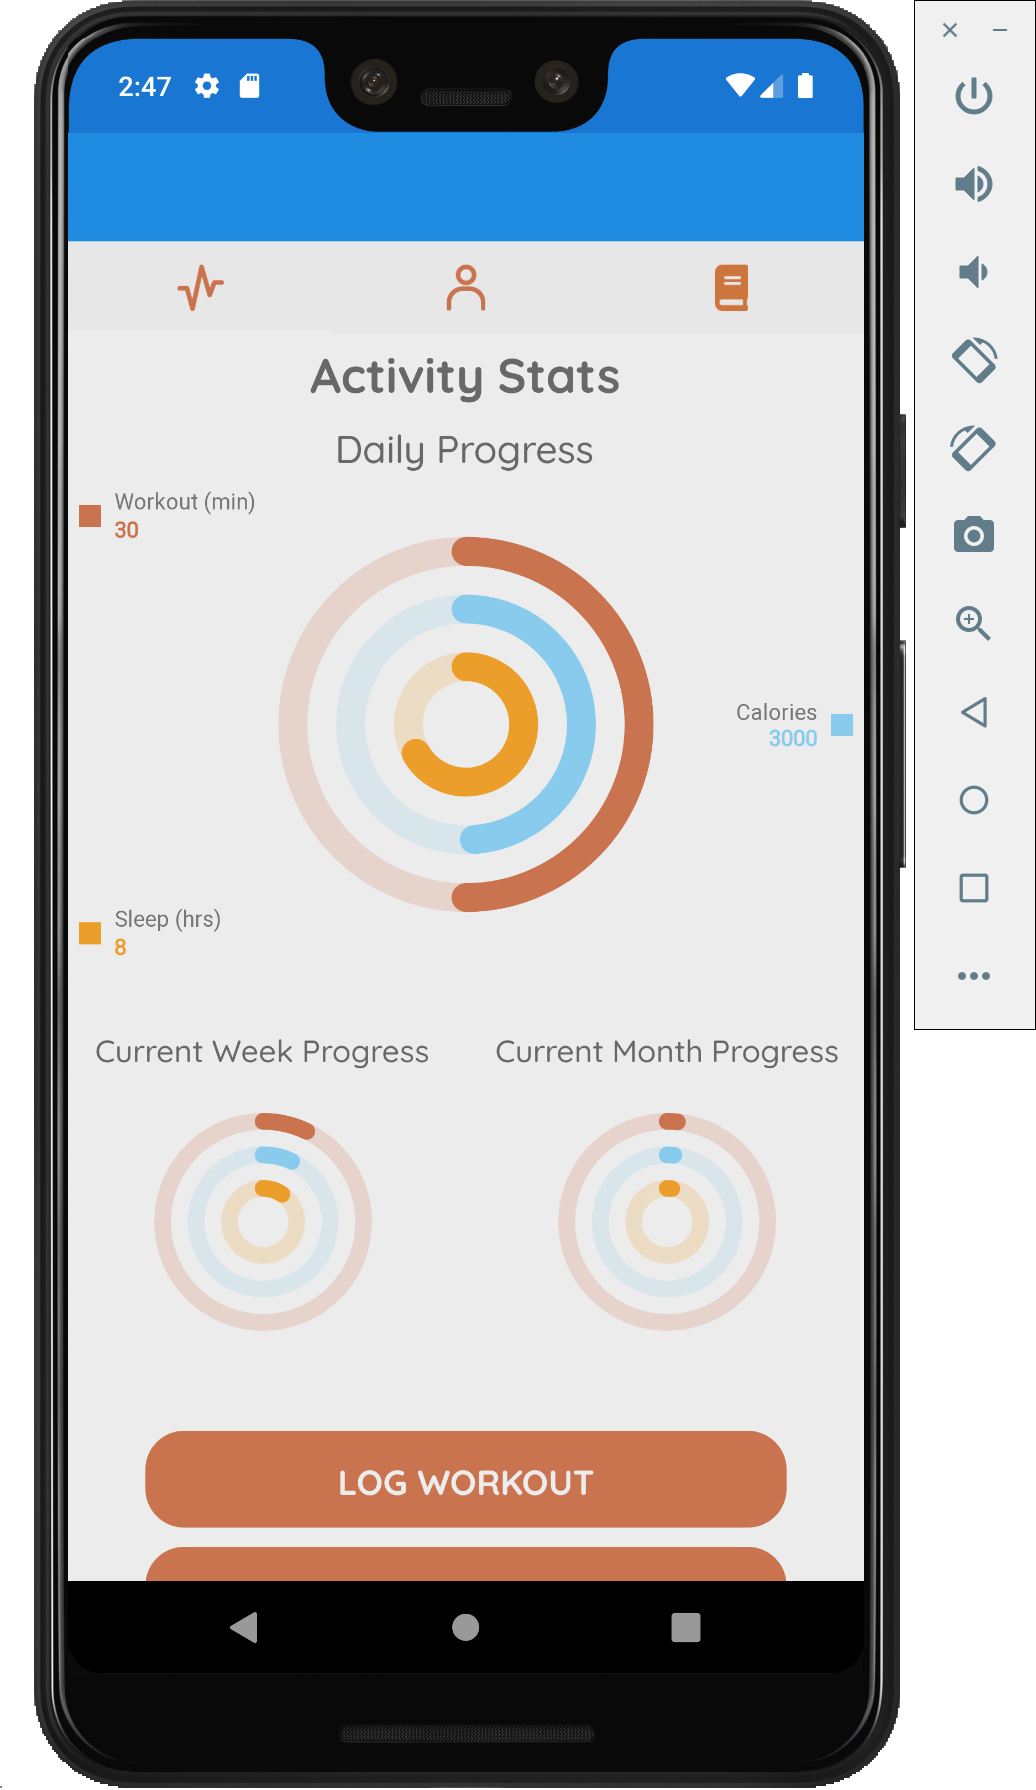 2:47
Activity Stats
Daily Progress
Workout (min)
30
Calories
3000
Sleep (hrs)
8
Current Week Progress
Current Month Progress
LOG WORKOUT